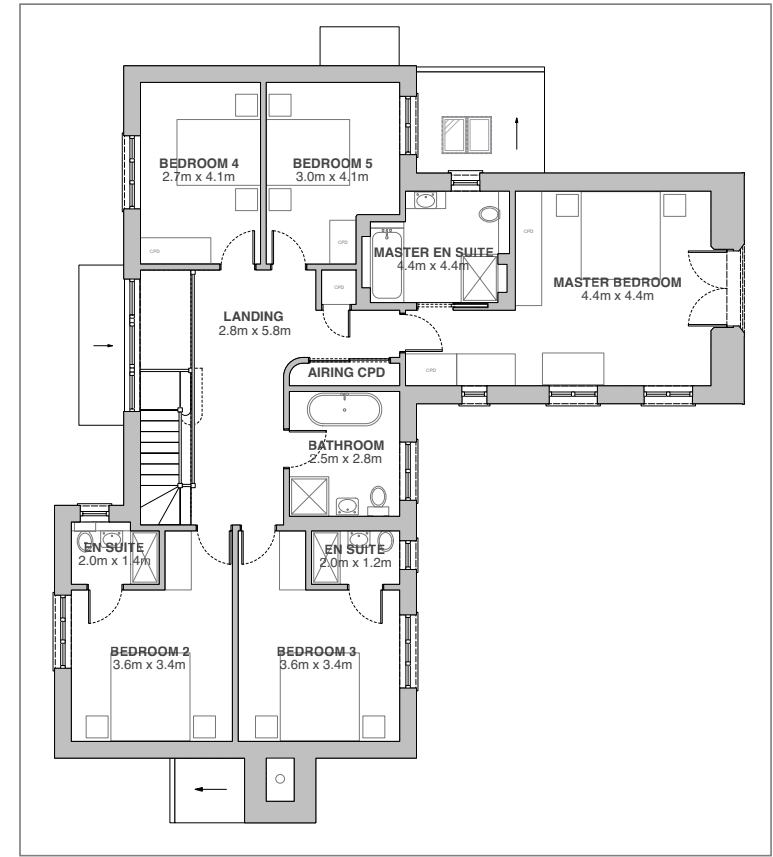 BEDROOM 4
2.7m x 4.1m
BEDROOM 5
3.0m x 4.1m
CPD
CPD
MASTER EN SUITE
4.4m x 4.4m
CPD
MASTER BEDROOM
4.4m x 4.4m
CPD
LANDING
2.8m x 5.8m
AIRING CPD
CPD
BATHROOM
2.5m x 2.8m
EN SUITE
2.0m x 1.4m
EN SUITE
2.0m x 1.2m
BEDROOM 2
3.6m x 3.4m
BEDROOM 3
3.6m x 3.4m